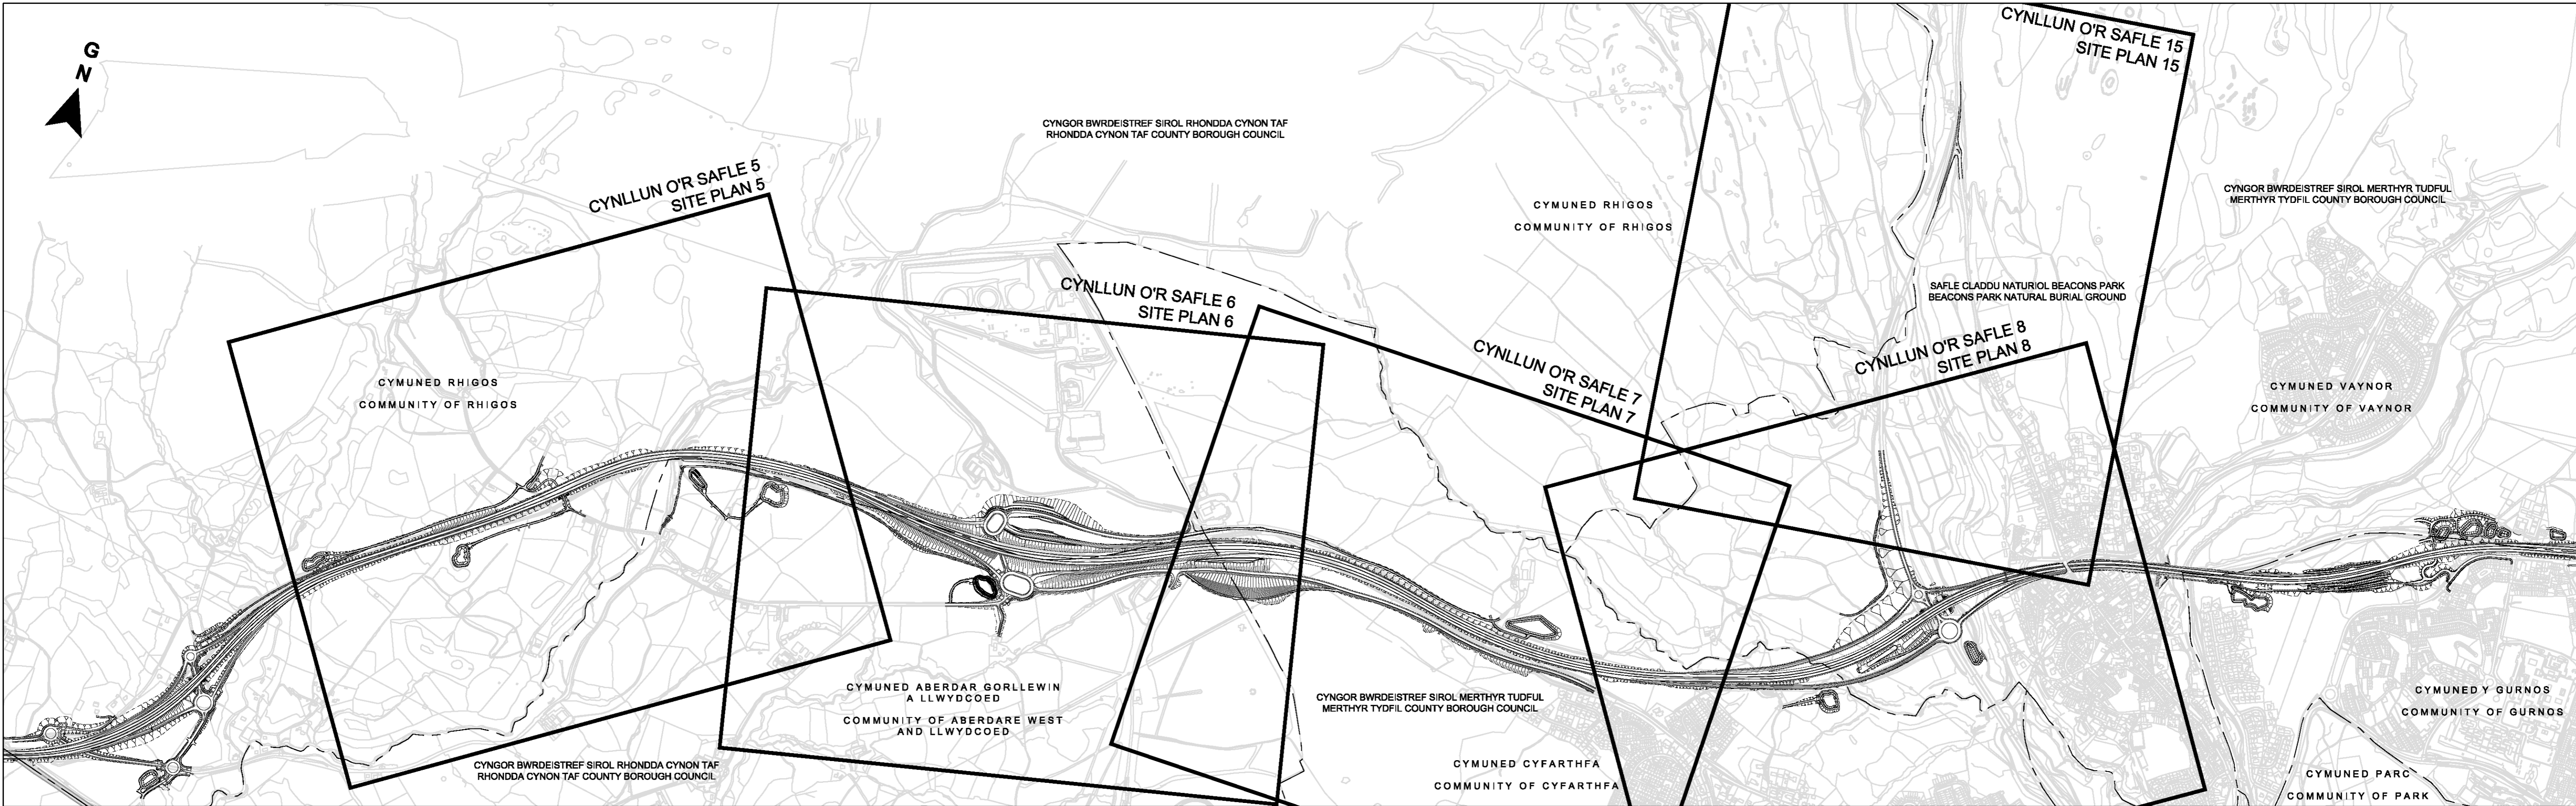 G
N
CYNLLUN O'R SAFLE 15
SITE PLAN 15
CYNGOR BWRDEISTREF SIROL RHONDDA CYNON TAF
RHONDDA CYNON TAF COUNTY BOROUGH COUNCIL
CYNLLUN O'R SAFLE 5
SITE PLAN 5
CYMUNED RHIGOS
COMMUNITY OF RHIGOS
CYNGOR BWRDEISTREF SIROL MERTHYR TUDFUL
MERTHYR TYDFIL COUNTY BOROUGH COUNCIL
CYNLLUN O'R SAFLE 6
SITE PLAN 6
SAFLE CLADDU NATURIOL BEACONS PARK
BEACONS PARK NATURAL BURIAL GROUND
CYNLLUN O'R SAFLE 7
SITE PLAN 7
CYNLLUN O'R SAFLE 8
SITE PLAN 8
CYMUNED RHIGOS
COMMUNITY OF RHIGOS
CYMUNED VAYNOR
COMMUNITY OF VAYNOR
CYMUNED ABERDAR GORLLEWIN
A LLWYDCOED
COMMUNITY OF ABERDARE WEST
AND LLWYDCOED
CYNGOR BWRDEISTREF SIROL MERTHYR TUDFUL
MERTHYR TYDFIL COUNTY BOROUGH COUNCIL
CYMUNED Y GURNOS
COMMUNITY OF GURNOS
CYNGOR BWRDEISTREF SIROL RHONDDA CYNON TAF
RHONDDA CYNON TAF COUNTY BOROUGH COUNCIL
CYMUNED CYFARTHFA
COMMUNITY OF CYFARTHFA
CYMUNED PARC
COMMUNITY OF PARK